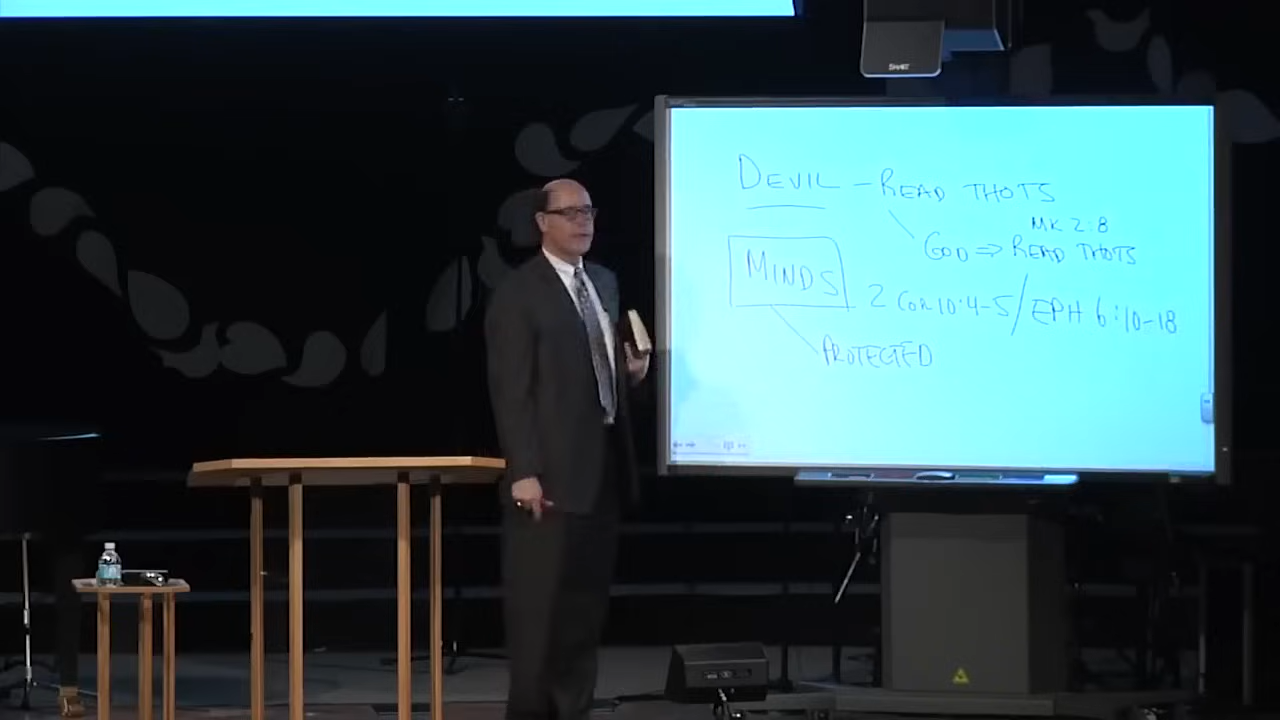 SMART
DEVIL - READ THOTS
MK 2:8
GOD ⇒ READ THOTS
MINDS
2 COR 10:4-5 / EPH 6:10-18
PROTECTED